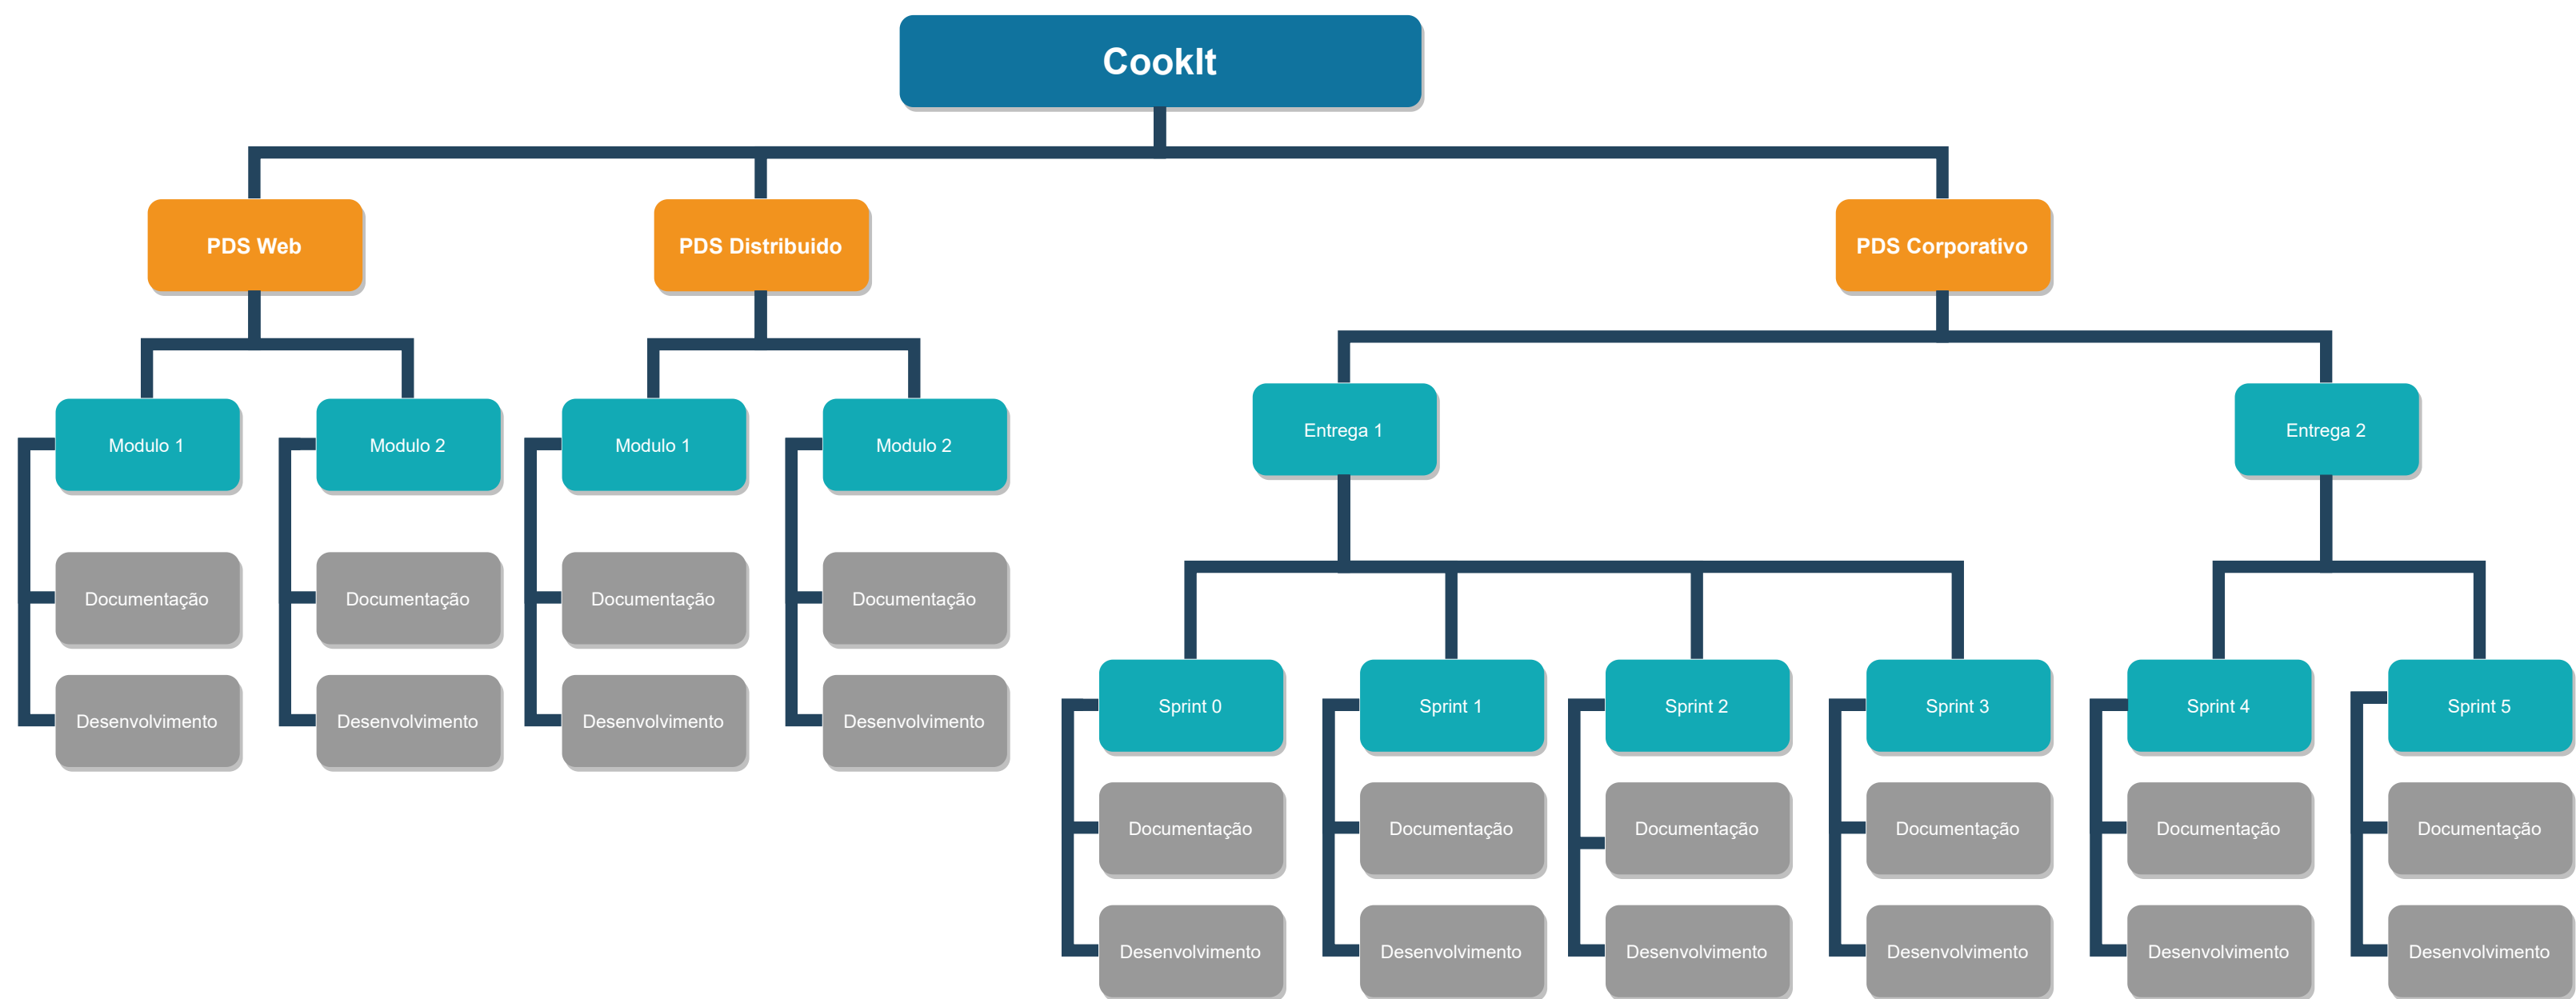 CookIt
PDS Web
PDS Distribuido
PDS Corporativo
Entrega 1
Entrega 2
Modulo 1
Modulo 2
Modulo 1
Modulo 2
Documentação
Documentação
Documentação
Documentação
Sprint 0
Sprint 1
Sprint 2
Sprint 3
Sprint 4
Sprint 5
Desenvolvimento
Desenvolvimento
Desenvolvimento
Desenvolvimento
Documentação
Documentação
Documentação
Documentação
Documentação
Documentação
Desenvolvimento
Desenvolvimento
Desenvolvimento
Desenvolvimento
Desenvolvimento
Desenvolvimento